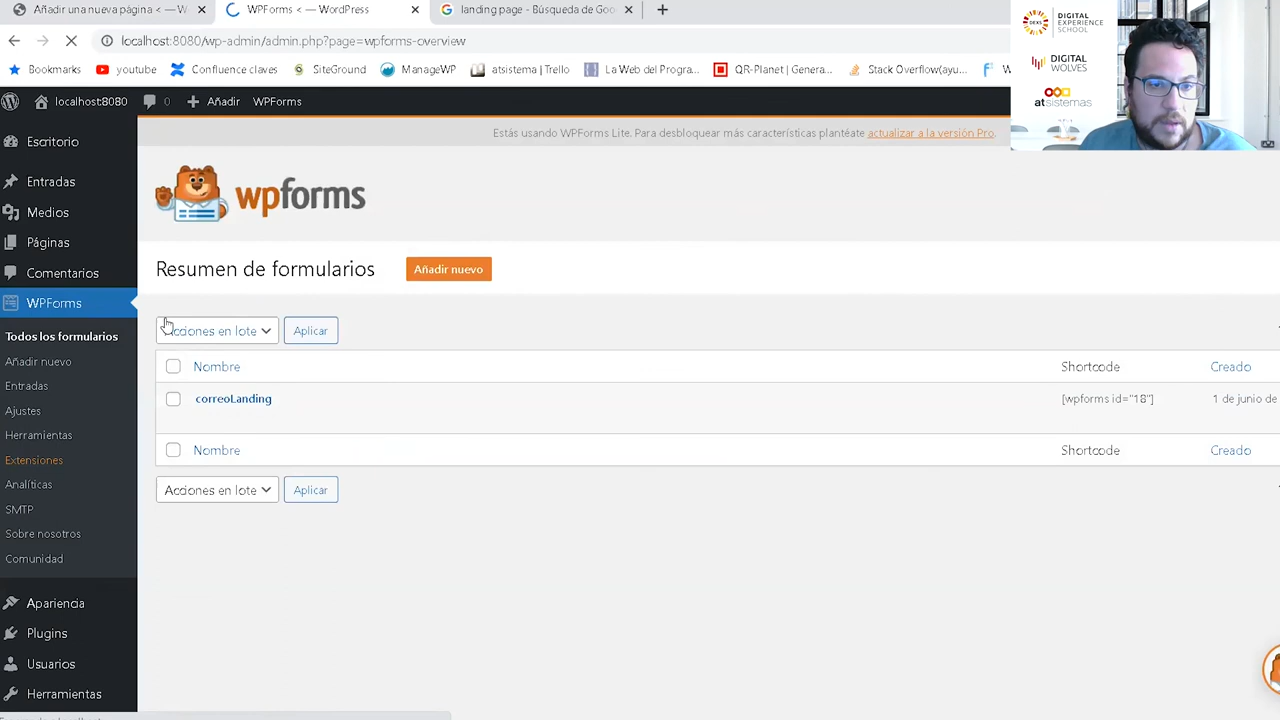 Añadir una nueva página < — W
WPForms < — WordPress
landing page - Búsqueda de Goo
localhost:8080/wp-admin/admin.php?page=wpforms-overview
Bookmarks
youtube
Confluence claves
SiteGround
ManageWP
atsistema | Trello
La Web del Progra...
QR-Planet | Genera...
Stack Overflow(ayu...
DEXS
DIGITAL
EXPERIENCE
SCHOOL
DIGITAL
WOLVES
atsistemas
localhost:8080
0
Añadir
WPForms
Estás usando WPForms Lite. Para desbloquear más características plantéate actualizar a la versión Pro.
wpforms
Escritorio
Entradas
Medios
Páginas
Comentarios
WPForms
Todos los formularios
Añadir nuevo
Entradas
Ajustes
Herramientas
Extensiones
Analíticas
SMTP
Sobre nosotros
Comunidad
Apariencia
Plugins
Usuarios
Herramientas
Resumen de formularios
Añadir nuevo
Acciones en lote
Aplicar
Nombre
Shortcode
Creado
correoLanding
[wpforms id="18"]
1 de junio de
Nombre
Shortcode
Creado
Acciones en lote
Aplicar